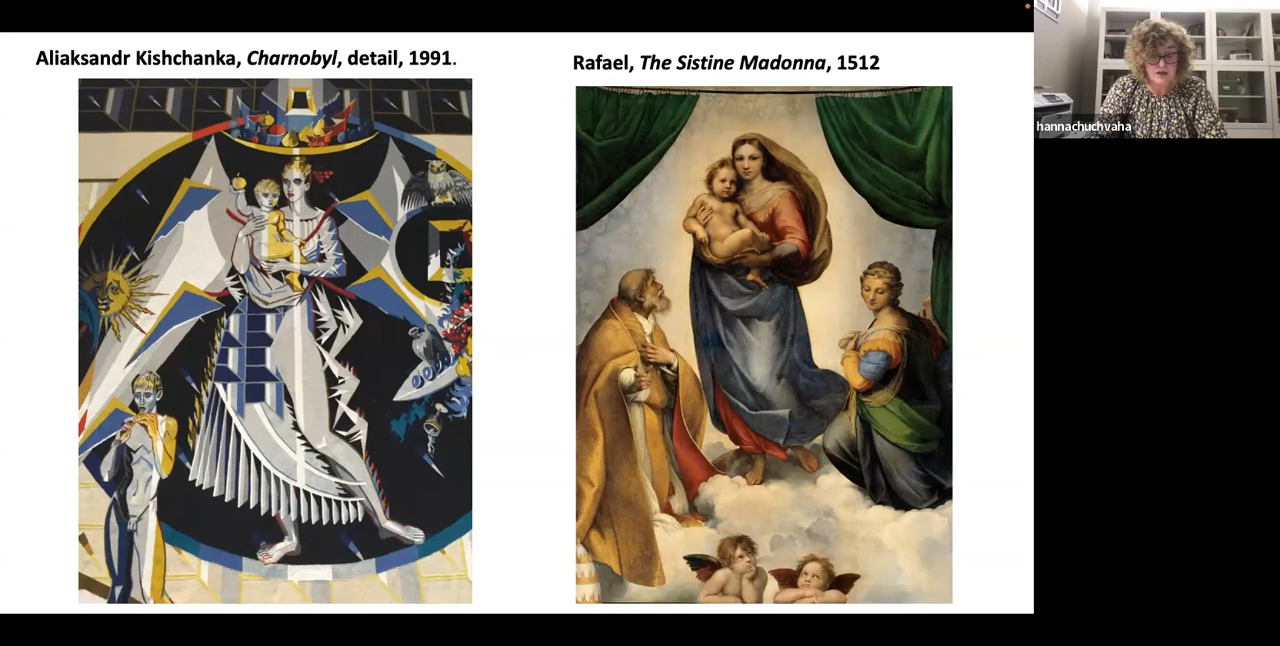 Aliaksandr Kishchanka, Charnobyl, detail, 1991.
Rafael, The Sistine Madonna, 1512
hannachuchvaha